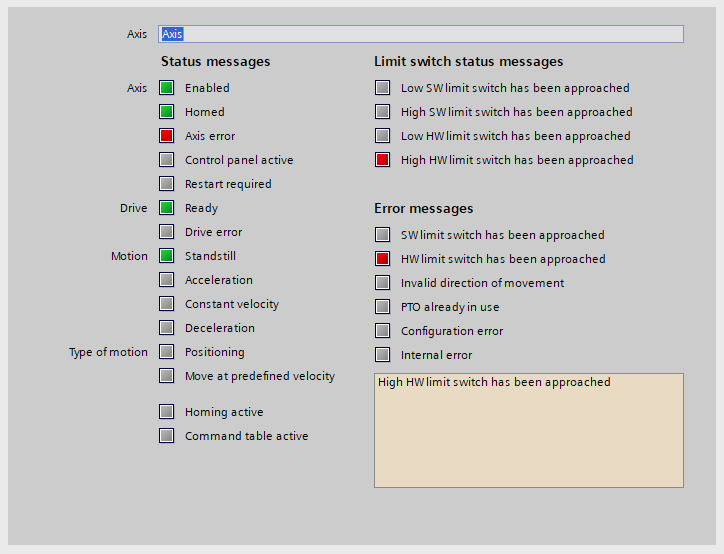 Axis Axis
Status messages
Axis Enabled
Homed
Axis error
Control panel active
Restart required
Drive Ready
Drive error
Motion Standstill
Acceleration
Constant velocity
Deceleration
Type of motion Positioning
Move at predefined velocity
Homing active
Command table active
Limit switch status messages
Low SW limit switch has been approached
High SW limit switch has been approached
Low HW limit switch has been approached
High HW limit switch has been approached
Error messages
SW limit switch has been approached
HW limit switch has been approached
Invalid direction of movement
PTO already in use
Configuration error
Internal error
High HW limit switch has been approached